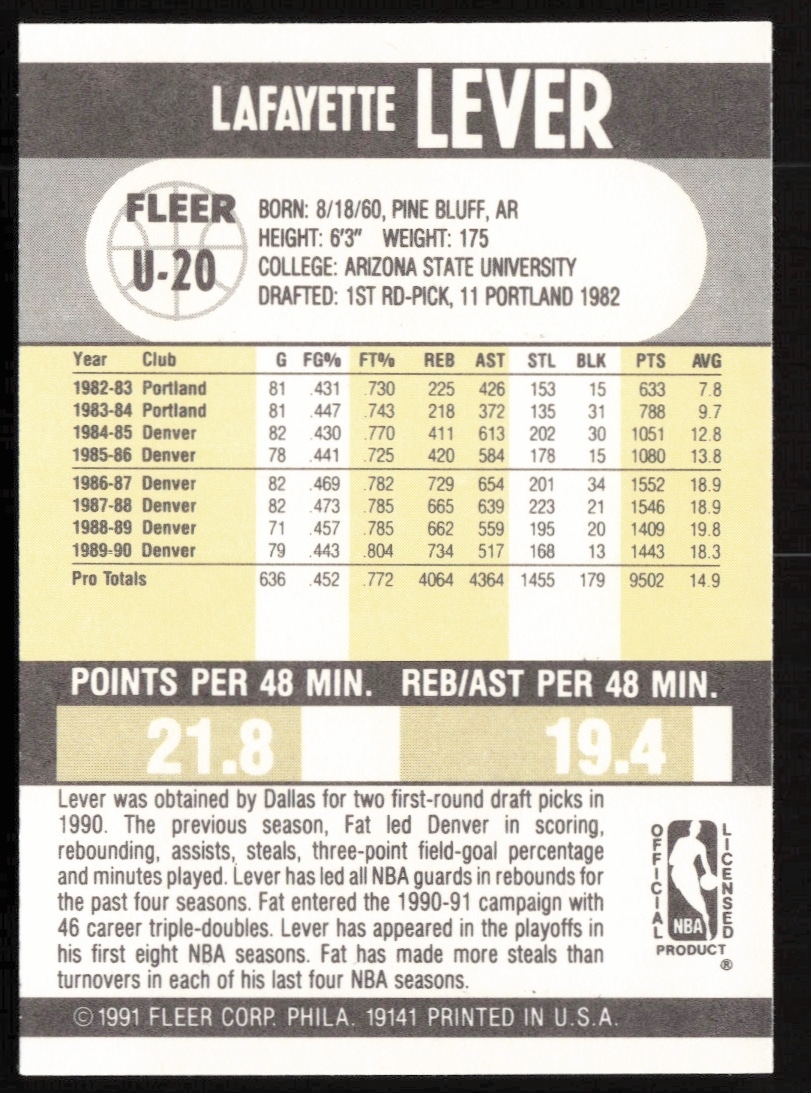 LAFAYETTE LEVER
FLEER
U-20
BORN: 8/18/60, PINE BLUFF, AR
HEIGHT: 6'3" WEIGHT: 175
COLLEGE: ARIZONA STATE UNIVERSITY
DRAFTED: 1ST RD-PICK, 11 PORTLAND 1982
Year Club G FG% FT% REB AST STL BLK PTS AVG
1982-83 Portland 81 .431 .730 225 426 153 15 633 7.8
1983-84 Portland 81 .447 .743 218 372 135 31 788 9.7
1984-85 Denver 82 .430 .770 411 613 202 30 1051 12.8
1985-86 Denver 78 .441 .725 420 584 178 15 1080 13.8
1986-87 Denver 82 .469 .782 729 654 201 34 1552 18.9
1987-88 Denver 82 .473 .785 665 639 223 21 1546 18.9
1988-89 Denver 71 .457 .785 662 559 195 20 1409 19.8
1989-90 Denver 79 .443 .804 734 517 168 13 1443 18.3
Pro Totals 636 .452 .772 4064 4364 1455 179 9502 14.9
POINTS PER 48 MIN. REB/AST PER 48 MIN.
21.8 19.4
Lever was obtained by Dallas for two first-round draft picks in
1990. The previous season, Fat led Denver in scoring,
rebounding, assists, steals, three-point field-goal percentage
and minutes played. Lever has led all NBA guards in rebounds for
the past four seasons. Fat entered the 1990-91 campaign with
46 career triple-doubles. Lever has appeared in the playoffs in
his first eight NBA seasons. Fat has made more steals than
turnovers in each of his last four NBA seasons.
OFFICIAL LICENSED
NBA
PRODUCT
®
© 1991 FLEER CORP. PHILA. 19141 PRINTED IN U.S.A.